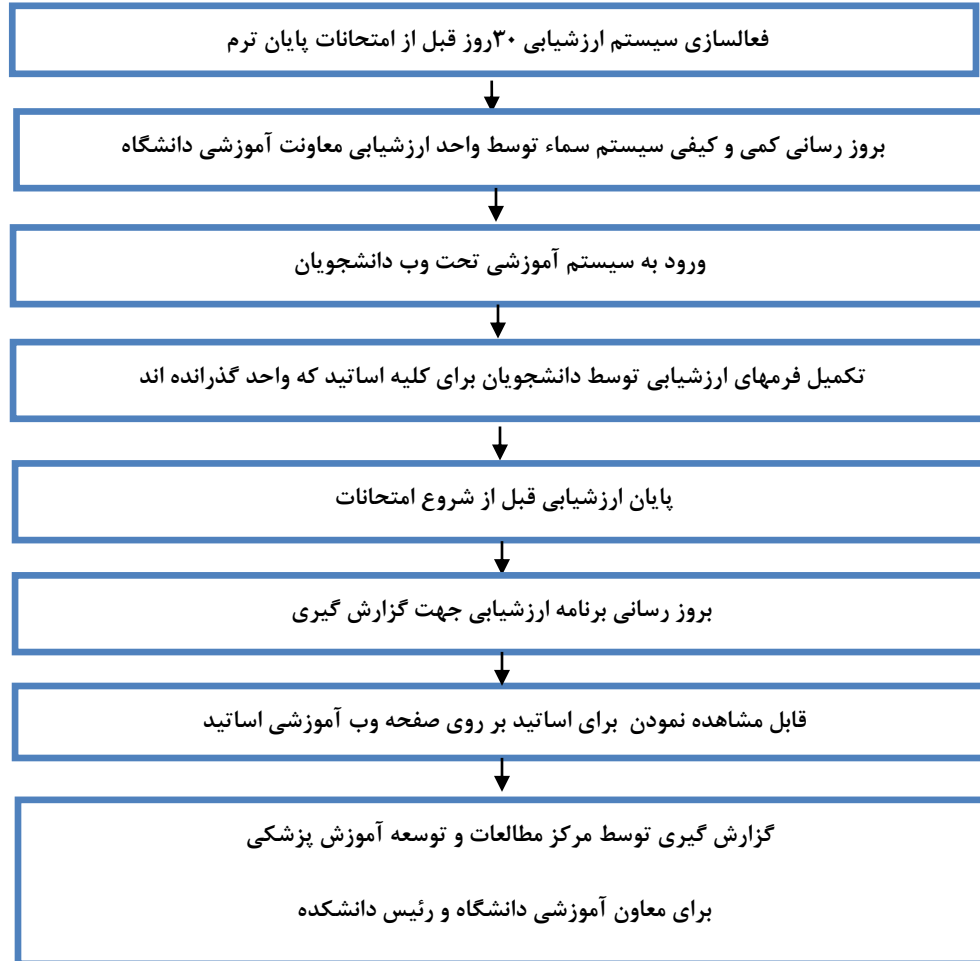 فعالسازی سیستم ارزشیابی ۳۰روز قبل از امتحانات پایان ترم
بروز رسانی کمی و کیفی سیستم سماء توسط واحد ارزشیابی معاونت آموزشی دانشگاه
ورود به سیستم آموزشی تحت وب دانشجویان
تکمیل فرمهای ارزشیابی توسط دانشجویان برای کلیه اساتید که واحد گذرانده اند
پایان ارزشیابی قبل از شروع امتحانات
بروز رسانی برنامه ارزشیابی جهت گزارش گیری
قابل مشاهده نمودن برای اساتید بر روی صفحه وب آموزشی اساتید
گزارش گیری توسط مرکز مطالعات و توسعه آموزش پزشکی
برای معاون آموزشی دانشگاه و رئیس دانشکده